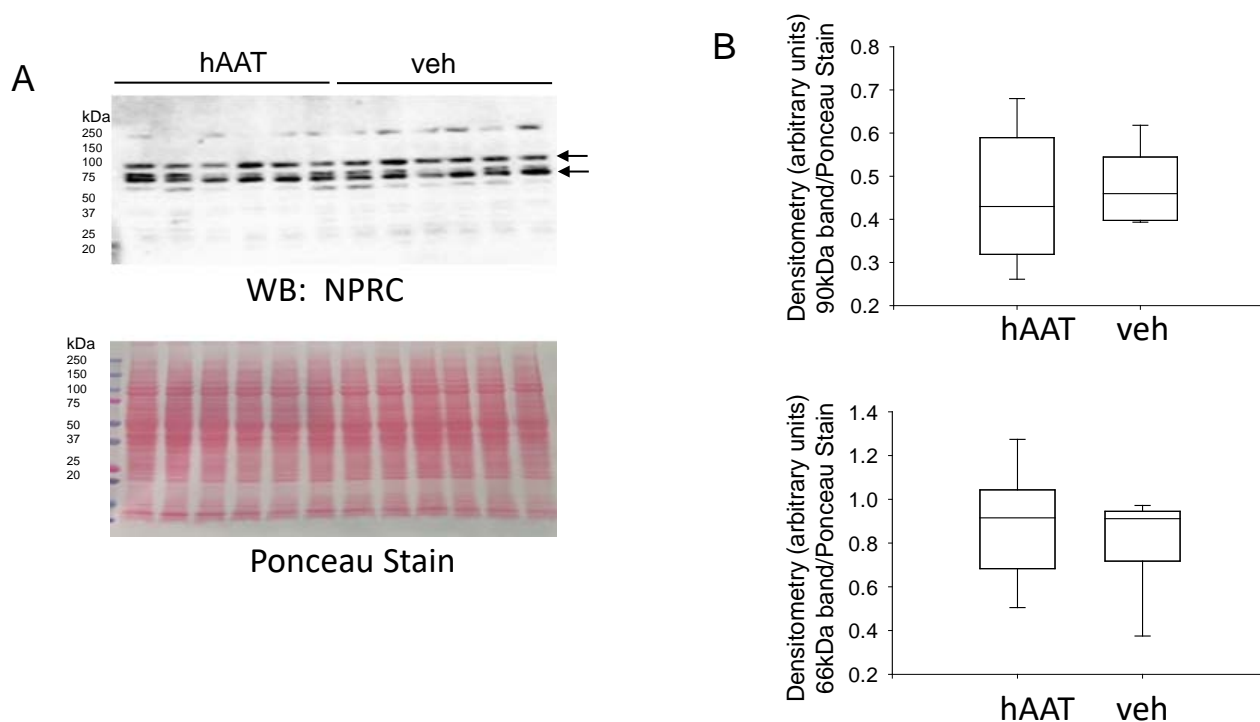 A
hAAT veh
kDa
250
150
100
75
50
37
25
20
WB: NPRC
kDa
250
150
100
75
50
37
25
20
Ponceau Stain
B
Densitometry (arbitrary units)
90kDa band/Ponceau Stain
0.8
0.7
0.6
0.5
0.4
0.3
0.2
hAAT veh
Densitometry (arbitrary units)
66kDa band/Ponceau Stain
1.4
1.2
1.0
0.8
0.6
0.4
0.2
hAAT veh